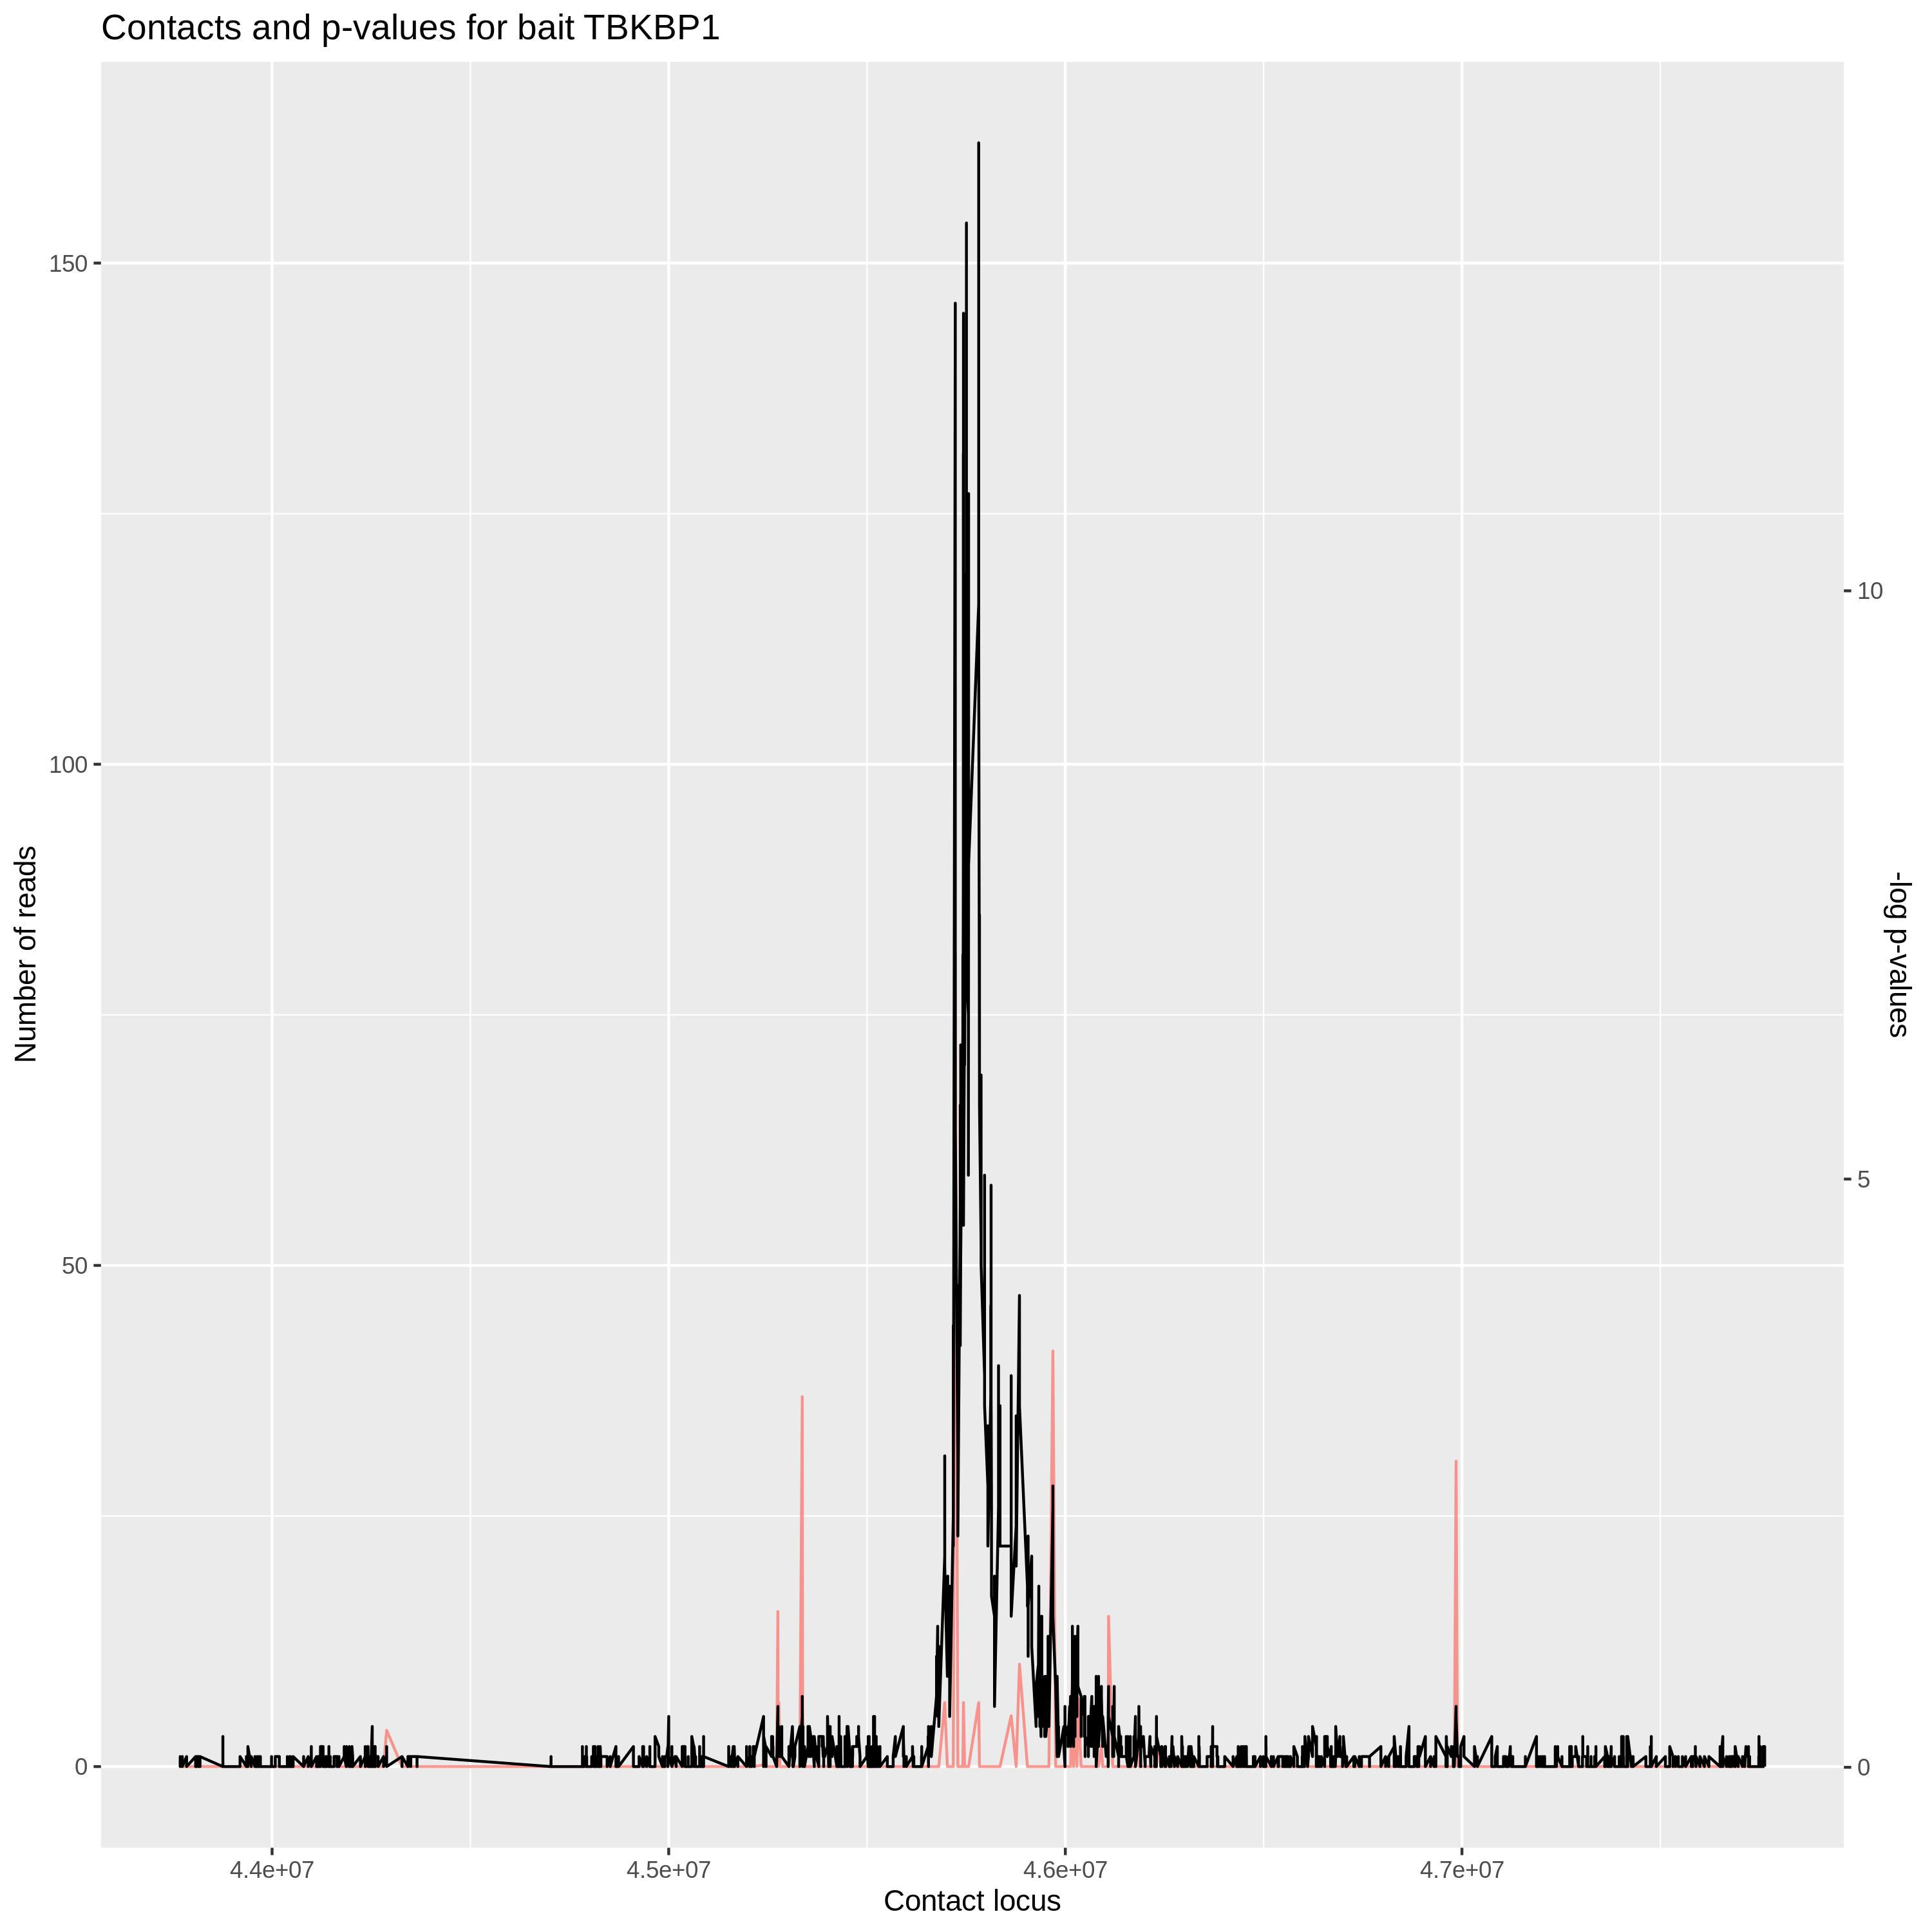 Contacts and p-values for bait TBKBP1
150
100
50
0
10
5
0
Number of reads
-log p-values
4.4e+07
4.5e+07
4.6e+07
4.7e+07
Contact locus